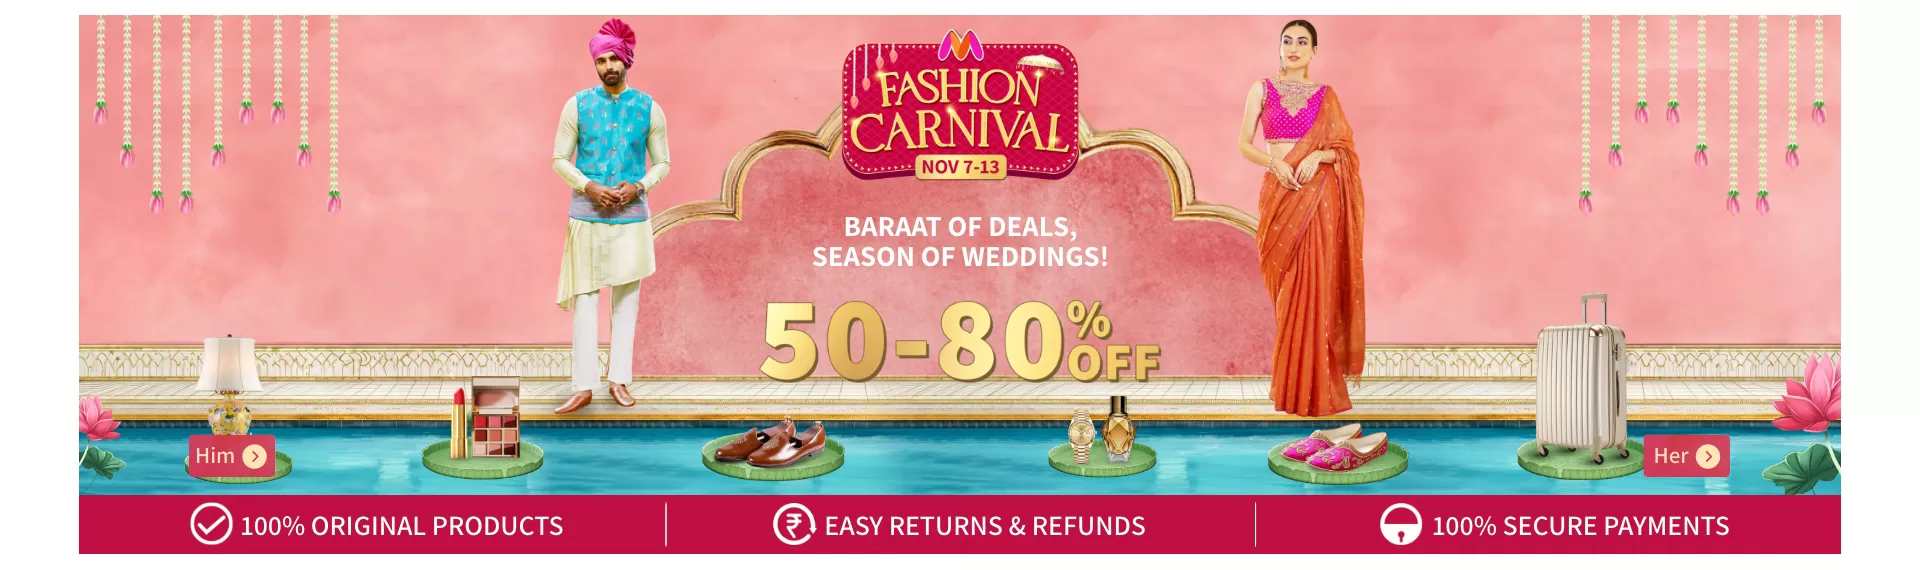 FASHION
CARNIVAL
NOV 7-13
BARAAT OF DEALS,
SEASON OF WEDDINGS!
50-80% OFF
Him
Her
100% ORIGINAL PRODUCTS
EASY RETURNS & REFUNDS
100% SECURE PAYMENTS